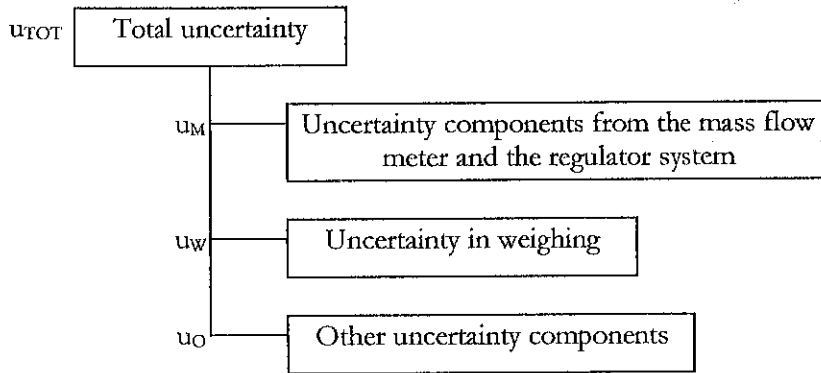 uTOT Total uncertainty
uM Uncertainty components from the mass flow
meter and the regulator system
uW Uncertainty in weighing
uO Other uncertainty components